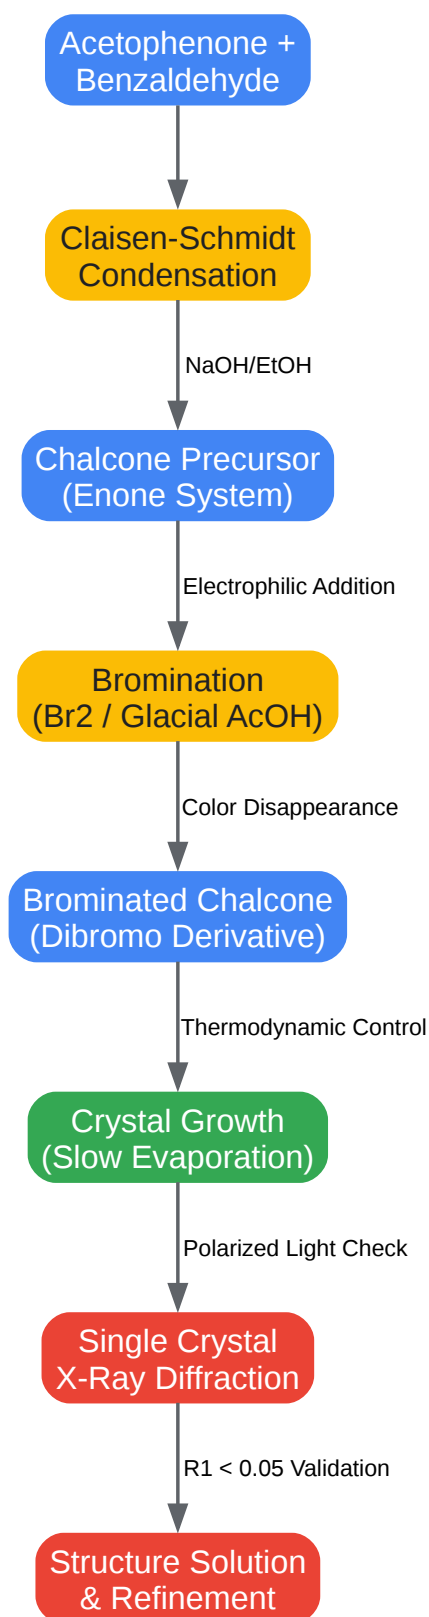 Acetophenone +
Benzaldehyde
Claisen-Schmidt
Condensation
NaOH/EtOH
Chalcone Precursor
(Enone System)
Electrophilic Addition
Bromination
(Br2 / Glacial AcOH)
Color Disappearance
Brominated Chalcone
(Dibromo Derivative)
Thermodynamic Control
Crystal Growth
(Slow Evaporation)
Polarized Light Check
Single Crystal
X-Ray Diffraction
R1 < 0.05 Validation
Structure Solution
& Refinement